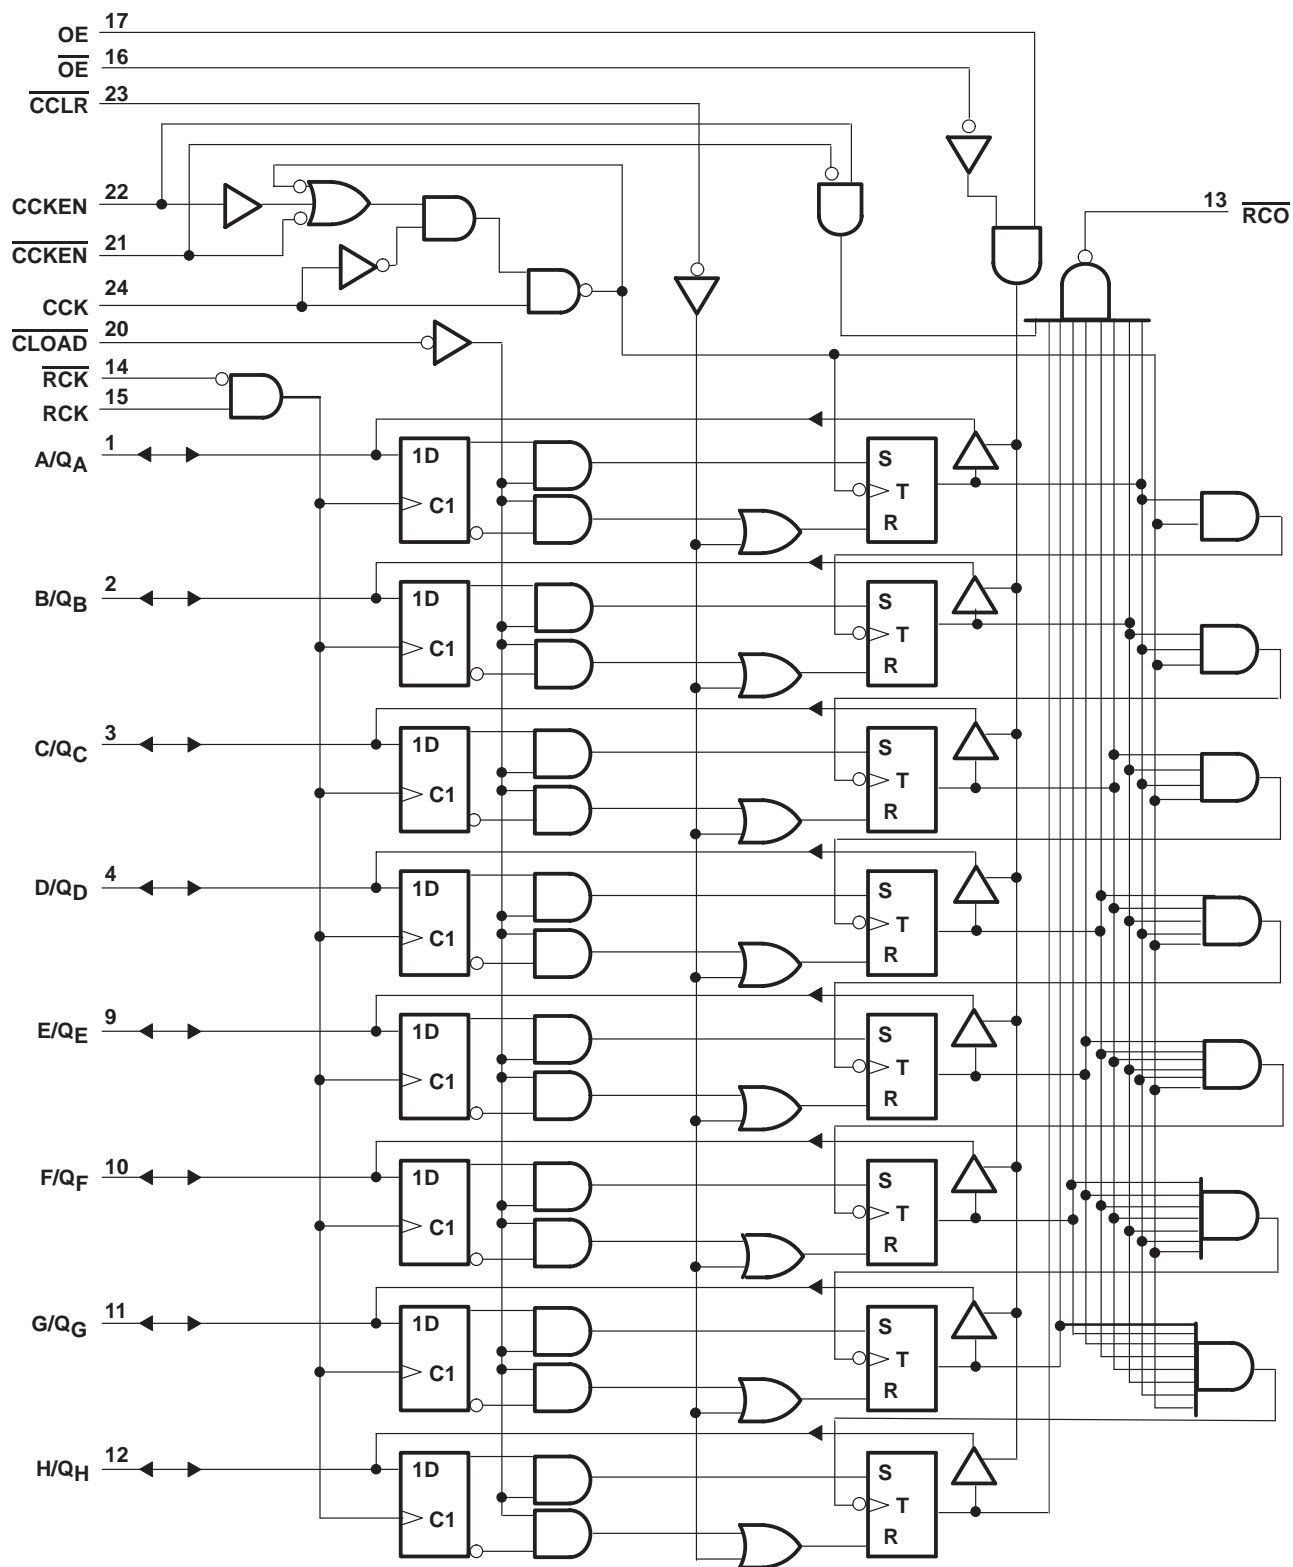 OE 17
OE 16
CCLR 23
CCKEN 22
CCKEN 21
CCK 24
CLOAD 20
RCK 14
RCK 15
13 RCO
A/QA 1
1D
C1
S
T
R
B/QB 2
1D
C1
S
T
R
C/QC 3
1D
C1
S
T
R
D/QD 4
1D
C1
S
T
R
E/QE 9
1D
C1
S
T
R
F/QF 10
1D
C1
S
T
R
G/QG 11
1D
C1
S
T
R
H/QH 12
1D
C1
S
T
R